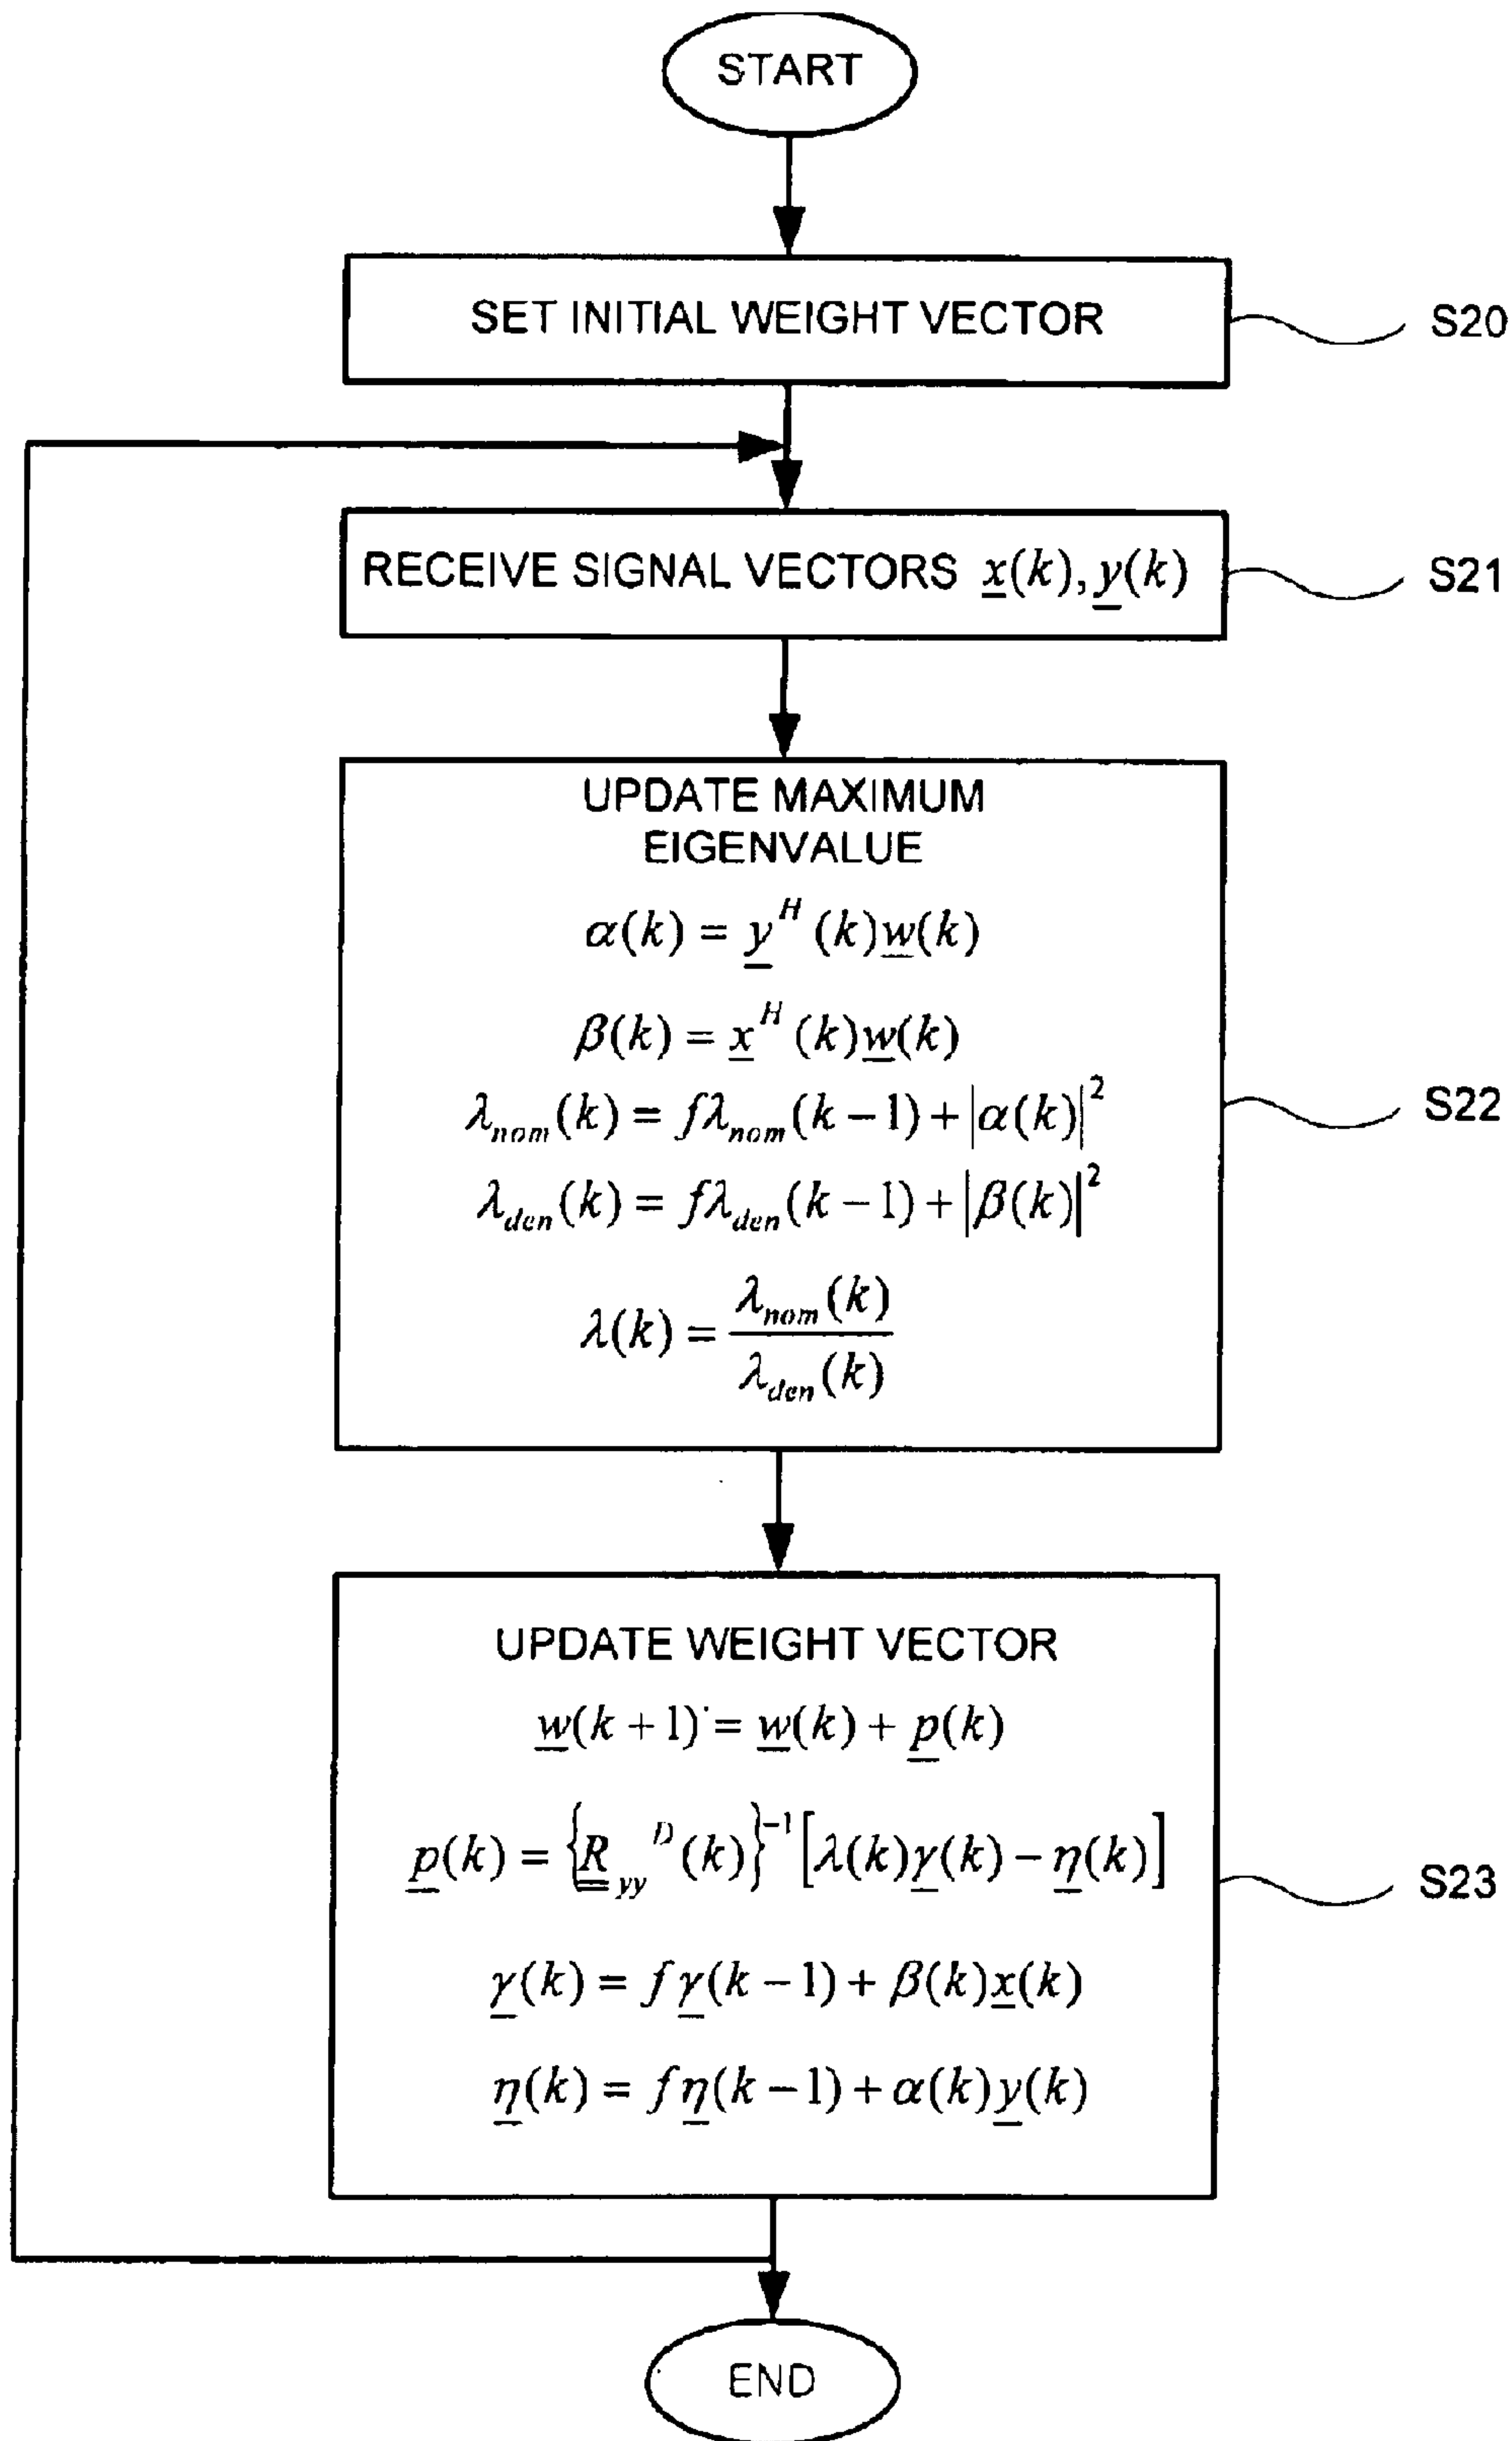 START
SET INITIAL WEIGHT VECTOR
S20
RECEIVE SIGNAL VECTORS x(k), y(k)
S21
UPDATE MAXIMUM
EIGENVALUE
α(k) = y^H (k)w(k)
β(k) = x^H (k)w(k)
λ_nom(k) = fλ_nom(k−1)+|α(k)|^2
λ_den(k) = fλ_den(k−1)+|β(k)|^2
λ(k) = λ_nom(k) / λ_den(k)
S22
UPDATE WEIGHT VECTOR
w(k+1) = w(k) + p(k)
p(k) = {R_yy^D(k)}^−1 [λ(k)γ(k) − η(k)]
γ(k) = fγ(k−1) + β(k)x(k)
η(k) = fη(k−1) + α(k)y(k)
S23
END